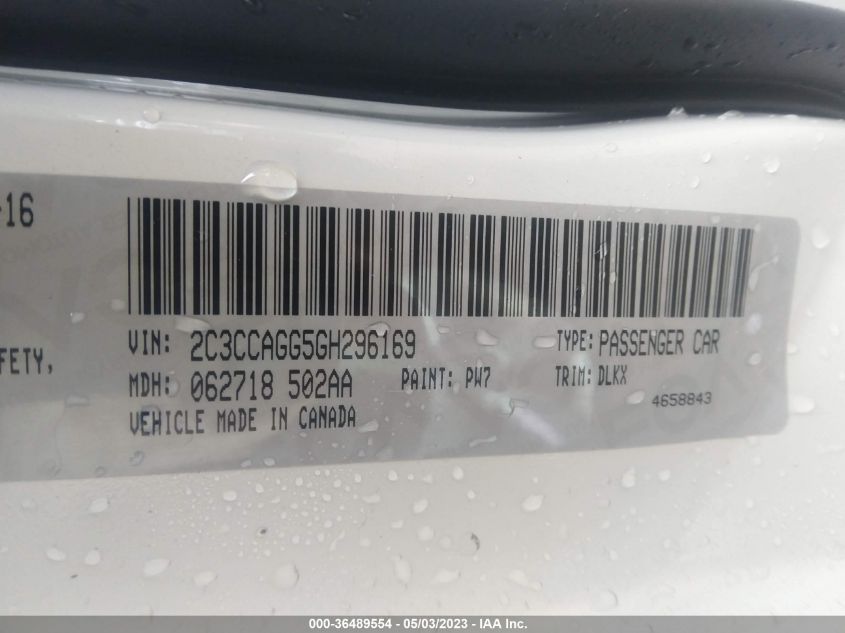 -16
FETY,
VIN: 2C3CCAGG5GH296169 TYPE: PASSENGER CAR
MDH: 062718 502AA PAINT: PW7 TRIM: DLKX
VEHICLE MADE IN CANADA 4658843
000-36489554 - 05/03/2023 - IAA Inc.